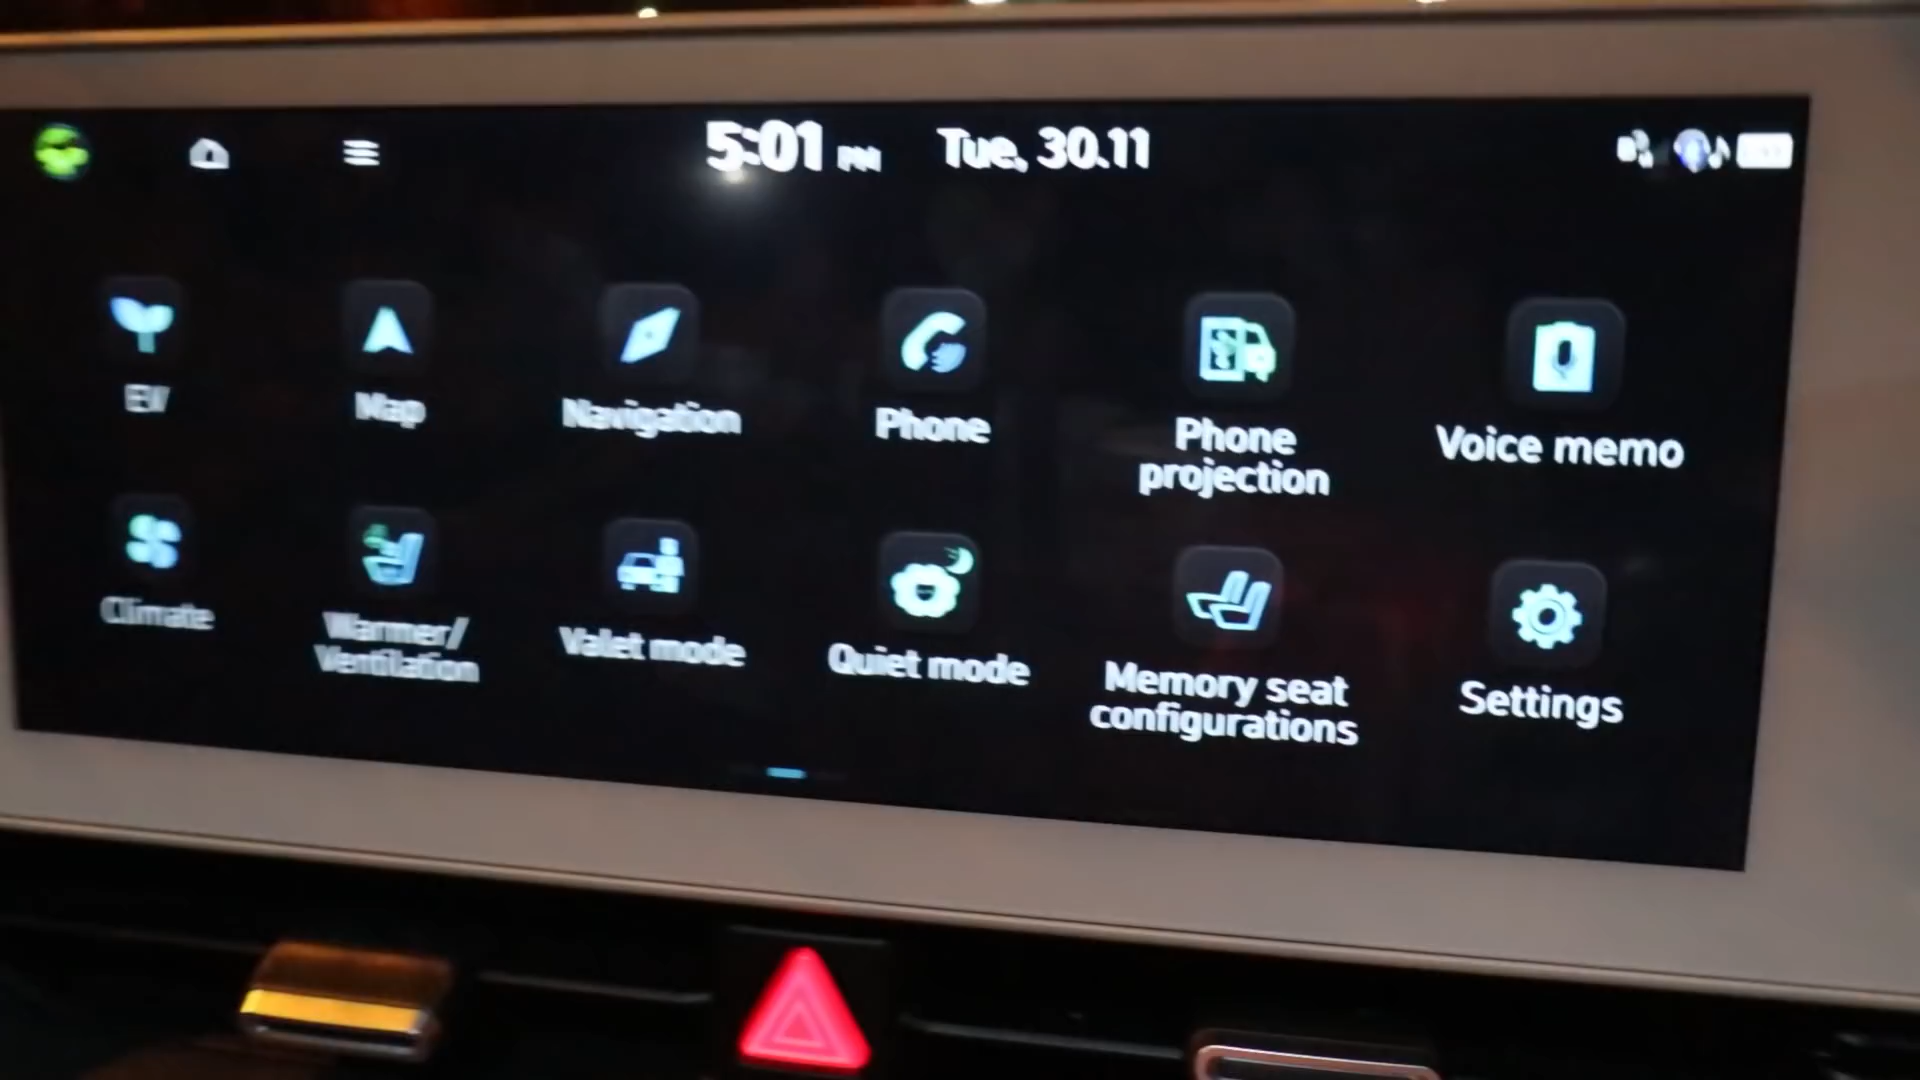 5:01 PM Tue, 30.11
EV
Map
Navigation
Phone
Phone
projection
Voice memo
Climate
Warmer/
Ventilation
Valet mode
Quiet mode
Memory seat
configurations
Settings